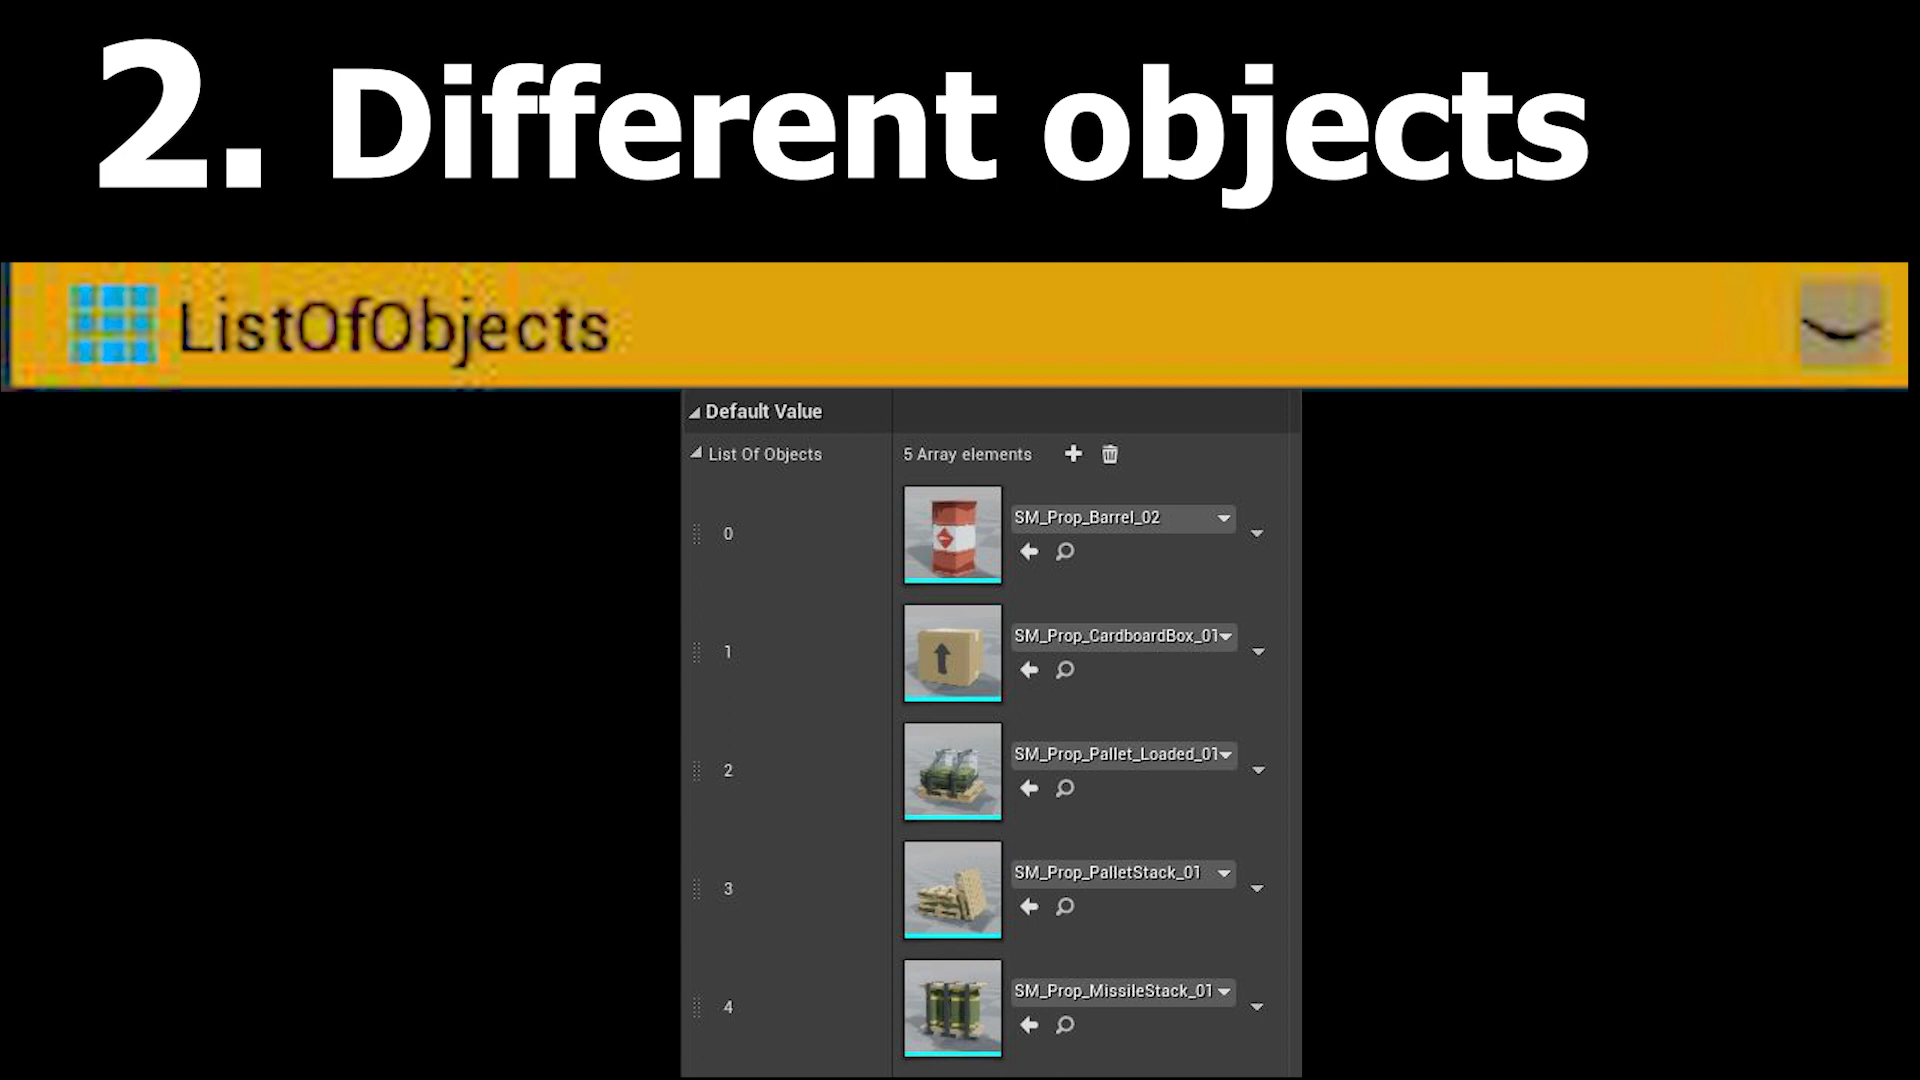 2. Different objects
ListOfObjects
Default Value
List Of Objects 5 Array elements
0 SM_Prop_Barrel_02
1 SM_Prop_CardboardBox_01
2 SM_Prop_Pallet_Loaded_01
3 SM_Prop_PalletStack_01
4 SM_Prop_MissileStack_01